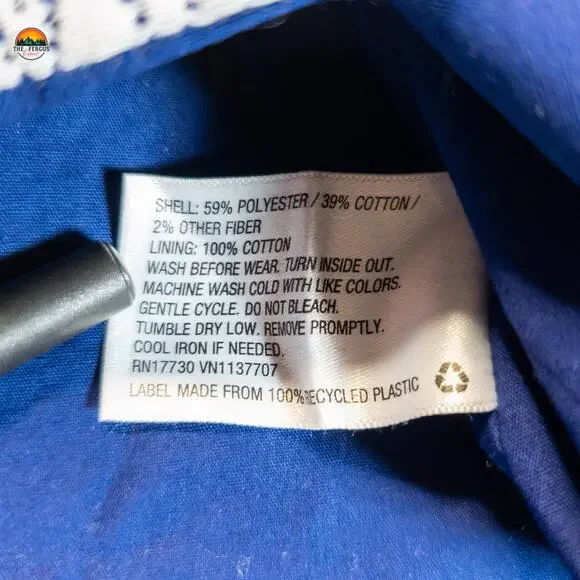 THE FERGUS
SHELL: 59% POLYESTER / 39% COTTON /
2% OTHER FIBER
LINING: 100% COTTON
WASH BEFORE WEAR. TURN INSIDE OUT.
MACHINE WASH COLD WITH LIKE COLORS.
GENTLE CYCLE. DO NOT BLEACH.
TUMBLE DRY LOW. REMOVE PROMPTLY.
COOL IRON IF NEEDED.
RN17730 VN1137707
LABEL MADE FROM 100% RECYCLED PLASTIC